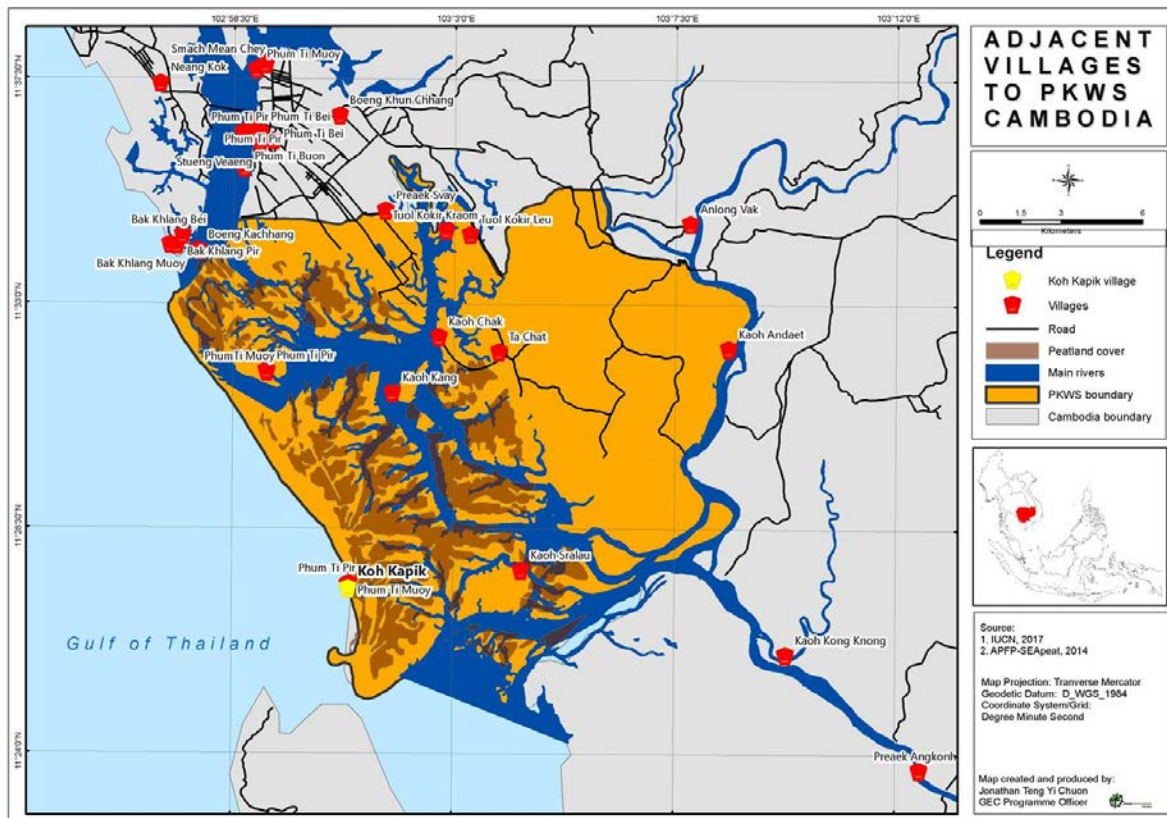 102°58'30"E 103°3'0"E 103°7'30"E 103°12'0"E
11°37'30"N
11°33'0"N
11°28'30"N
11°24'0"N
Smach Mean Chey
Phum Ti Muoy
Neang Kok
Boeng Khun Chhang
Phum Ti Pir Phum Ti Bei
Phum Ti Pir Phum Ti Bei
Stueng Veaeng Phum Ti Buon
Preaek Svay
Tuol Kokir Kraom Tuol Kokir Leu
Anlong Vak
Bak Khlang Bei
Boeng Kachhang
Bak Khlang Pir
Bak Khlang Muoy
Kaoh Chak
Ta Chat
Kaoh Andaet
Phum Ti Muoy Phum Ti Pir
Kaoh Kang
Kaoh Sralau
Phum Ti Pir
Koh Kapik
Phum Ti Muoy
Gulf of Thailand
Kaoh Kong Knong
Preaek Angkonh
ADJACENT
VILLAGES
TO PKWS
CAMBODIA
0 1.5 3 6
Kilometers
Legend
Koh Kapik village
Villages
Road
Peatland cover
Main rivers
PKWS boundary
Cambodia boundary
Source:
1. IUCN, 2017
2. APFP-SEApeat, 2014
Map Projection: Tranverse Mercator
Geodetic Datum: D_WGS_1984
Coordinate System/Grid:
Degree Minute Second
Map created and produced by:
Jonathan Teng Yi Chuon
GEC Programme Officer